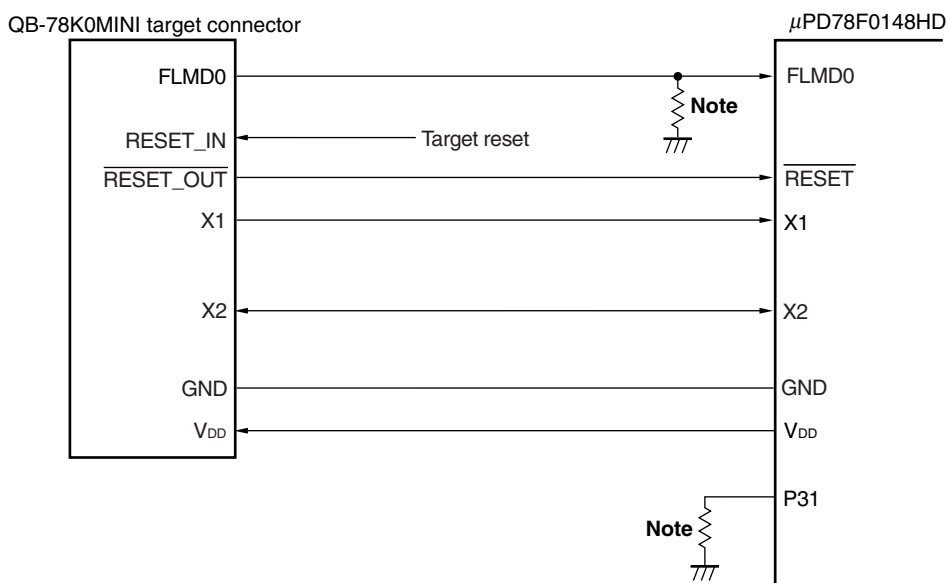 QB-78K0MINI target connector
μPD78F0148HD
FLMD0
FLMD0
Note
RESET_IN
Target reset
RESET_OUT
RESET
X1
X1
X2
X2
GND
GND
VDD
VDD
P31
Note